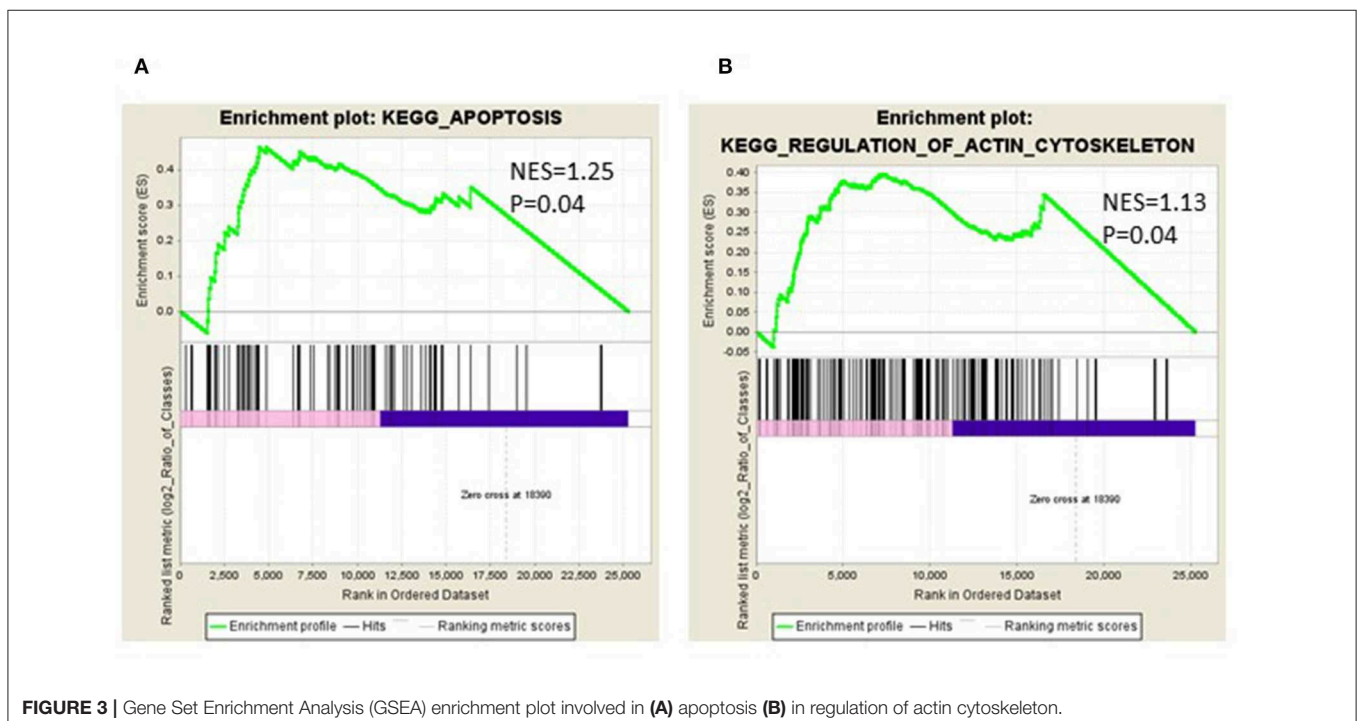 A
Enrichment plot: KEGG_APOPTOSIS
NES=1.25
P=0.04
Enrichment score (ES)
0.4
0.3
0.2
0.1
0.0
Ranked list metric (log2_Ratio_of_Classes)
Zero cross at 18390
0 2,500 5,000 7,500 10,000 12,500 15,000 17,500 20,000 22,500 25,000
Rank in Ordered Dataset
Enrichment profile Hits Ranking metric scores
B
Enrichment plot:
KEGG_REGULATION_OF_ACTIN_CYTOSKELETON
NES=1.13
P=0.04
Enrichment score (ES)
0.40
0.35
0.30
0.25
0.20
0.15
0.10
0.05
0.00
-0.05
Ranked list metric (log2_Ratio_of_Classes)
Zero cross at 18390
0 5,000 10,000 15,000 20,000 25,000
Rank in Ordered Dataset
Enrichment profile Hits Ranking metric scores
FIGURE 3 | Gene Set Enrichment Analysis (GSEA) enrichment plot involved in (A) apoptosis (B) in regulation of actin cytoskeleton.